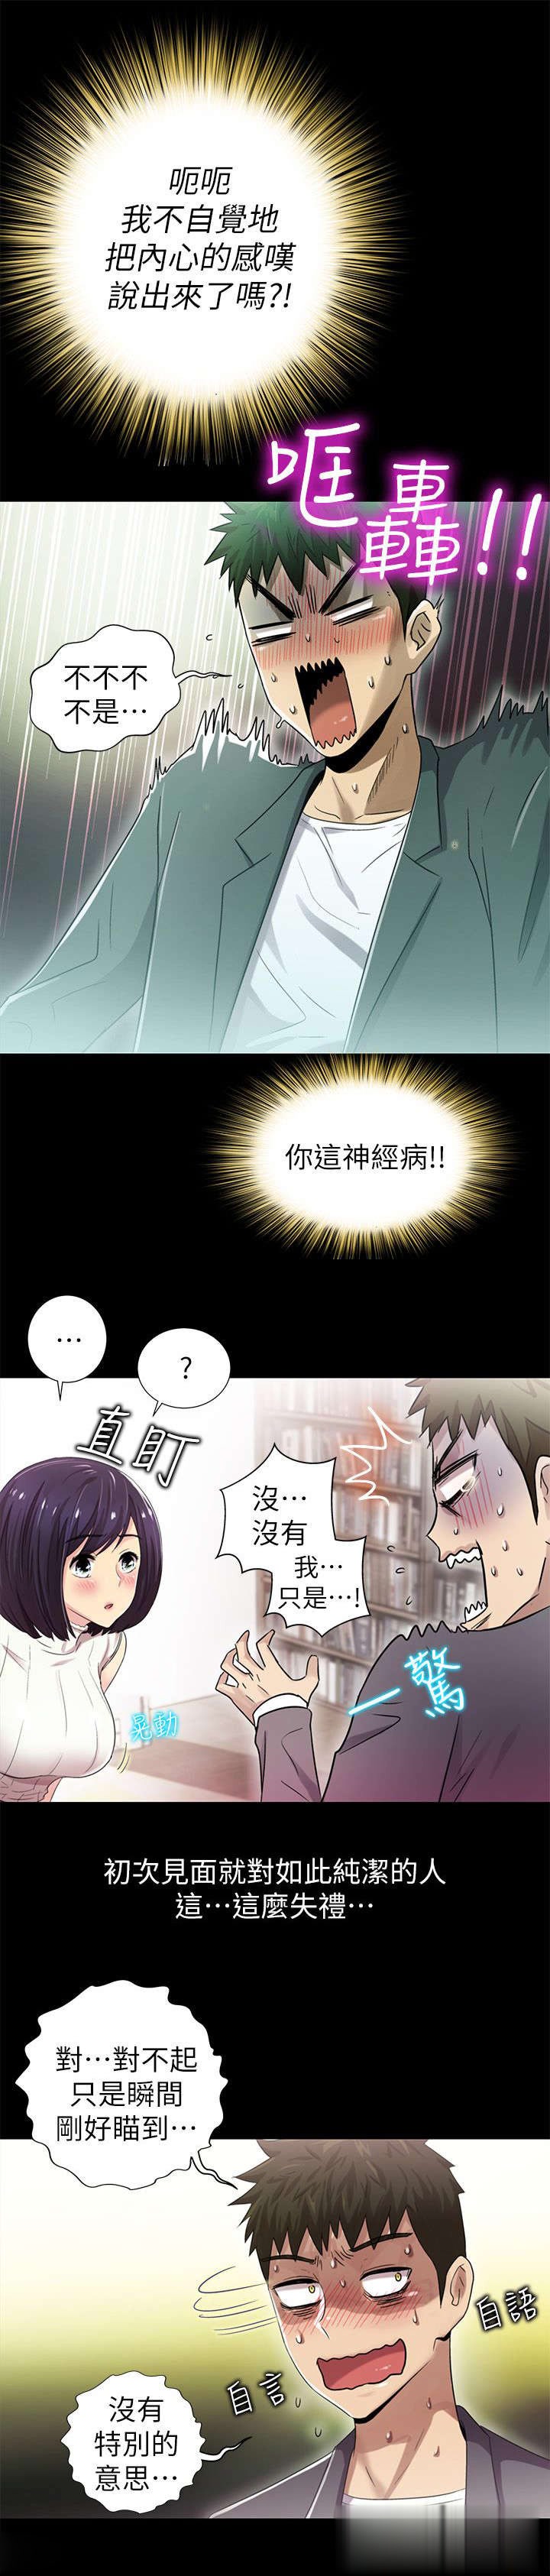 呃呃
我不自覺地
把內心的感嘆
說出來了嗎?!
哐
轟!!
不不不
不是…
你這神經病!!
…
?
直盯
沒…
沒有
我…
只是…!
一驚
晃動
初次見面就對如此純潔的人
這…這麼失禮…
對…對不起
只是瞬間
剛好瞄到…
自言
自語
沒有
特別的
意思…